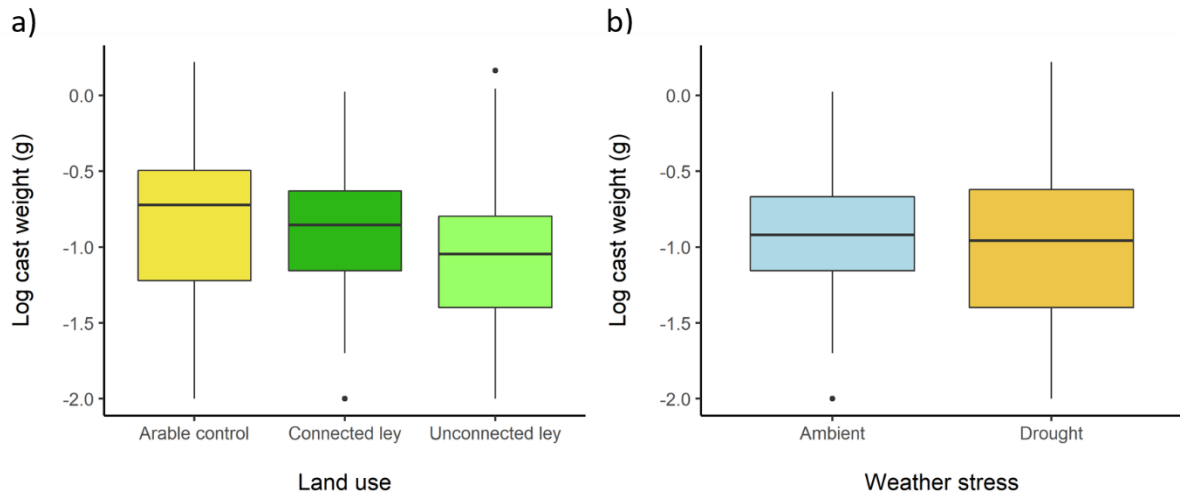 a)
Log cast weight (g)
0.0
-0.5
-1.0
-1.5
-2.0
Arable control
Connected ley
Unconnected ley
Land use
b)
Log cast weight (g)
0.0
-0.5
-1.0
-1.5
-2.0
Ambient
Drought
Weather stress